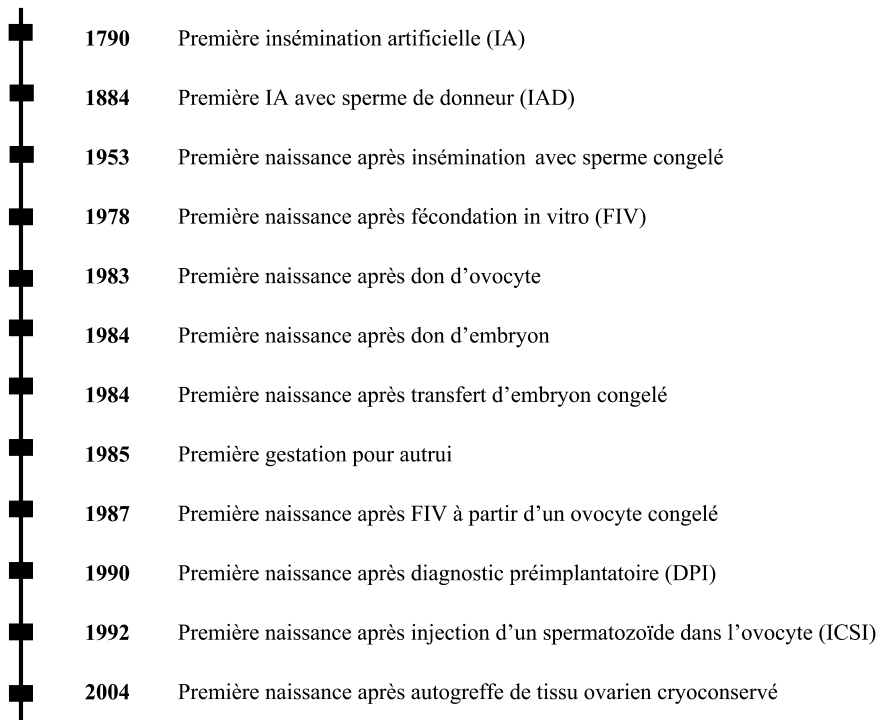 1790 Première insémination artificielle (IA)
1884 Première IA avec sperme de donneur (IAD)
1953 Première naissance après insémination avec sperme congelé
1978 Première naissance après fécondation in vitro (FIV)
1983 Première naissance après don d’ovocyte
1984 Première naissance après don d’embryon
1984 Première naissance après transfert d’embryon congelé
1985 Première gestation pour autrui
1987 Première naissance après FIV à partir d’un ovocyte congelé
1990 Première naissance après diagnostic préimplantatoire (DPI)
1992 Première naissance après injection d’un spermatozoïde dans l’ovocyte (ICSI)
2004 Première naissance après autogreffe de tissu ovarien cryoconservé